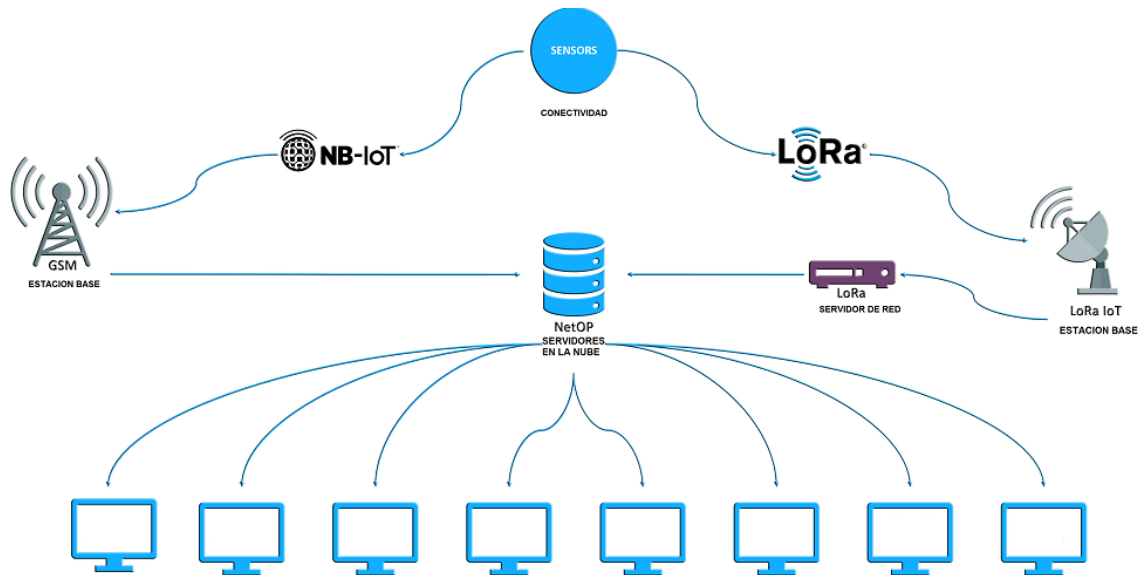 SENSORS
CONECTIVIDAD
NB-IoT
LoRa
GSM
ESTACION BASE
NetOP
SERVIDORES
EN LA NUBE
LoRa
SERVIDOR DE RED
LoRa IoT
ESTACION BASE